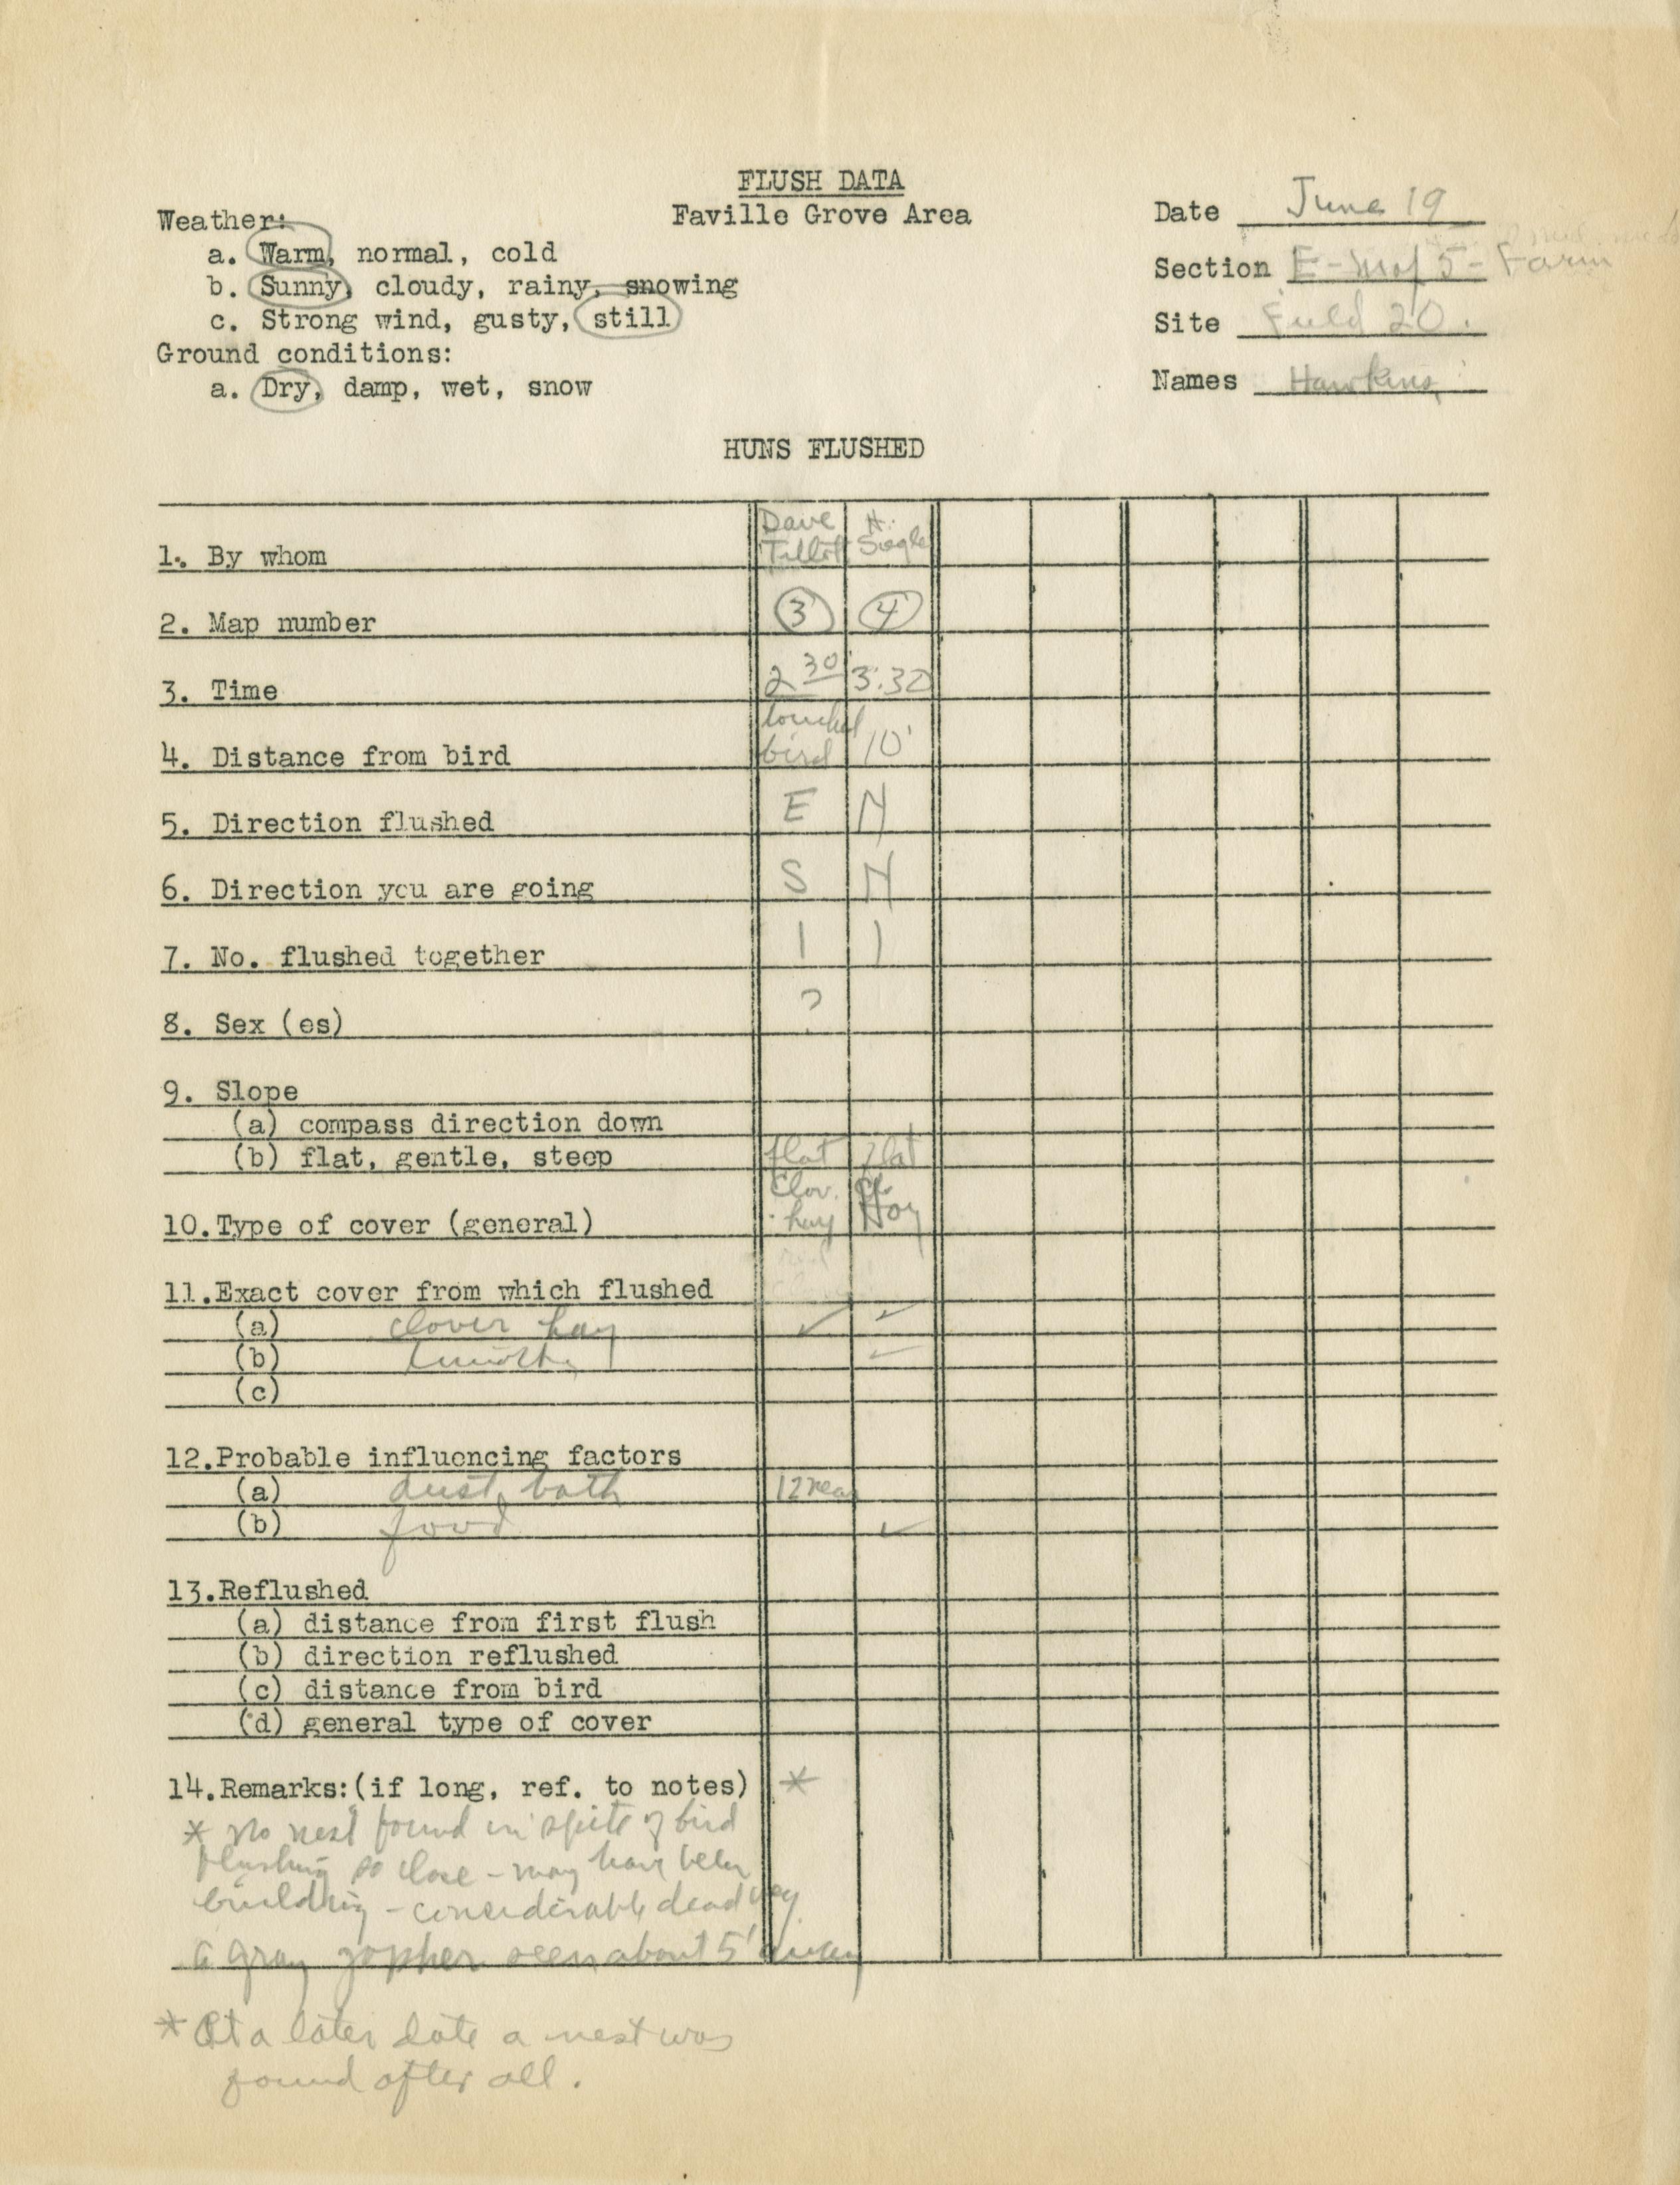 FLUSH DATA
Faville Grove Area
Date June 19
Section E- 5- Farm
Site Field 20.
Names Hawkins
Weather:
a. Warm, normal, cold
b. Sunny, cloudy, rainy, snowing
c. Strong wind, gusty, still
Ground conditions:
a. Dry, damp, wet, snow
HUNS FLUSHED
Dave H.
1. By whom
2. Map number 3 4
3. Time 2 30 3:30
touched
4. Distance from bird bird 10'
5. Direction flushed E N
6. Direction you are going S N
7. No. flushed together 1 1
8. Sex (es) ?
9. Slope
(a) compass direction down
(b) flat, gentle, steep flat flat
Clov. Cl.
10. Type of cover (general) hay Hay
red
11. Exact cover from which flushed
(a) clover hay ✓ ✓
(b) timothy ✓
(c)
12. Probable influencing factors
(a) dust bath 12
(b) food ✓
13. Reflushed
(a) distance from first flush
(b) direction reflushed
(c) distance from bird
(d) general type of cover
14. Remarks: (if long, ref. to notes) *
* No nest found in spite of bird
flushing so close - may have been
building - considerable dead veg
a gray gopher seen about 5' away
* At a later date a nest was
found after all.